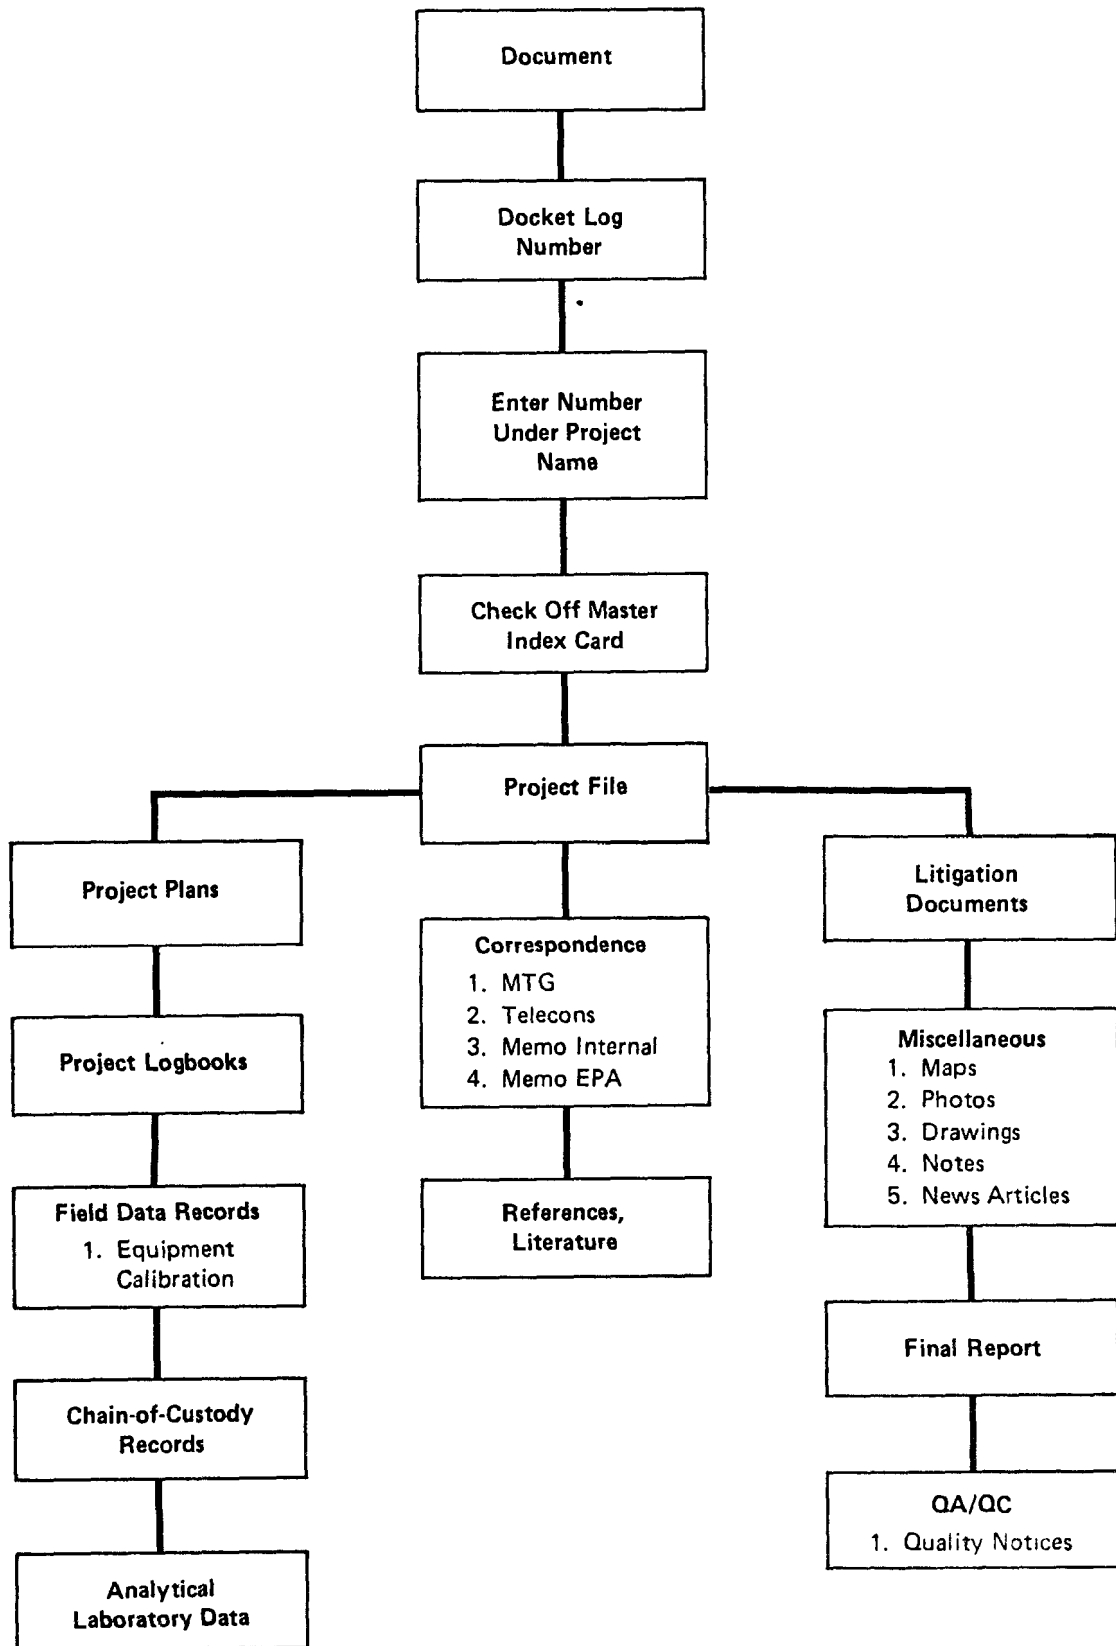 Document
Docket Log
Number
Enter Number
Under Project
Name
Check Off Master
Index Card
Project File
Project Plans
Project Logbooks
Field Data Records
1. Equipment
Calibration
Chain-of-Custody
Records
Analytical
Laboratory Data
Correspondence
1. MTG
2. Telecons
3. Memo Internal
4. Memo EPA
References,
Literature
Litigation
Documents
Miscellaneous
1. Maps
2. Photos
3. Drawings
4. Notes
5. News Articles
Final Report
QA/QC
1. Quality Notices